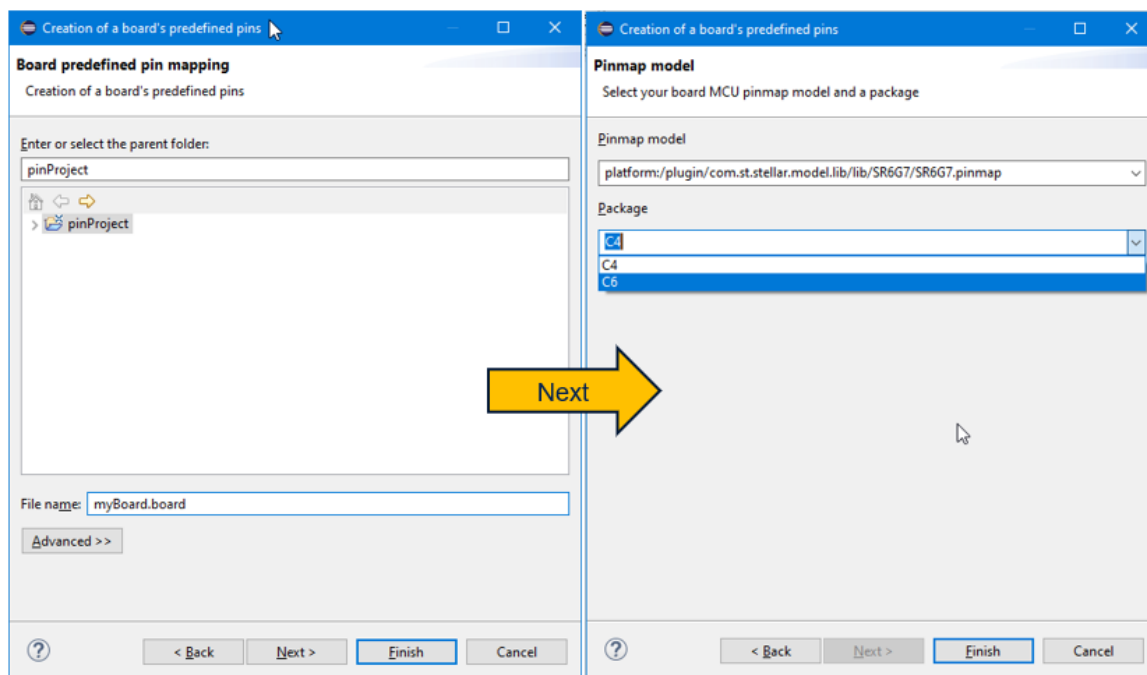 Creation of a board's predefined pins
Board predefined pin mapping
Creation of a board's predefined pins
Enter or select the parent folder:
pinProject
pinProject
File name: myBoard.board
Advanced >>
< Back Next > Finish Cancel
Next
Creation of a board's predefined pins
Pinmap model
Select your board MCU pinmap model and a package
Pinmap model
platform:/plugin/com.st.stellar.model.lib/lib/SR6G7/SR6G7.pinmap
Package
C4
C4
C6
< Back Next > Finish Cancel